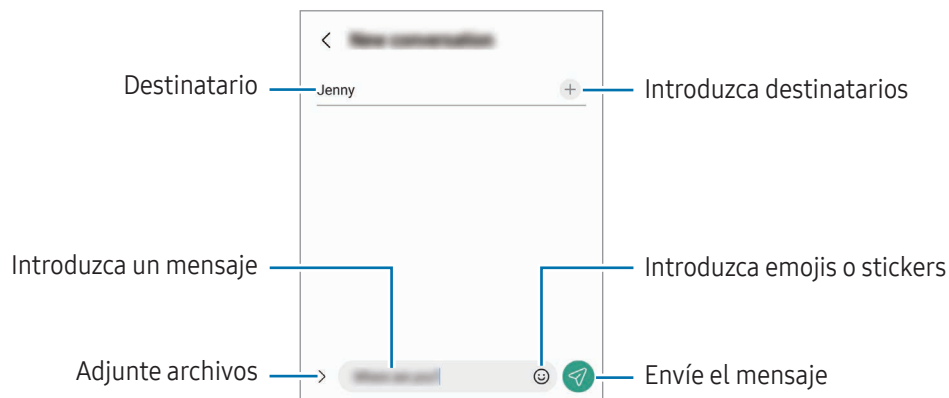 Destinatario
Jenny
Introduzca destinatarios
Introduzca un mensaje
Introduzca emojis o stickers
Adjunte archivos
Envíe el mensaje